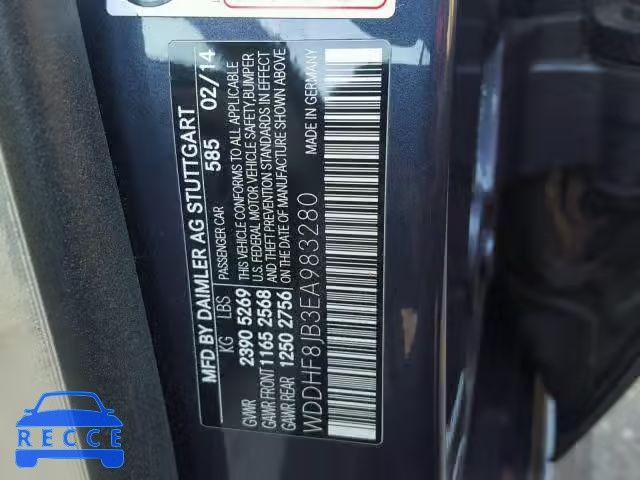 MFD BY DAIMLER AG STUTTGART
PASSENGER CAR 585 02/14
KG LBS
GVWR 2390 5269
GAWR FRONT 1165 2568
GAWR REAR 1250 2756
THIS VEHICLE CONFORMS TO ALL APPLICABLE
U.S. FEDERAL MOTOR VEHICLE SAFETY,BUMPER
AND THEFT PREVENTION STANDARDS IN EFFECT
ON THE DATE OF MANUFACTURE SHOWN ABOVE
MADE IN GERMANY
WDDHF8JB3EA983280
RECCE